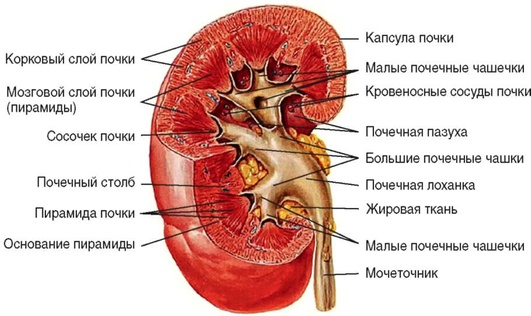 Корковый слой почки
Мозговой слой почки
(пирамиды)
Сосочек почки
Почечный столб
Пирамида почки
Основание пирамиды
Капсула почки
Малые почечные чашечки
Кровеносные сосуды почки
Почечная пазуха
Большие почечные чашки
Почечная лоханка
Жировая ткань
Малые почечные чашечки
Мочеточник